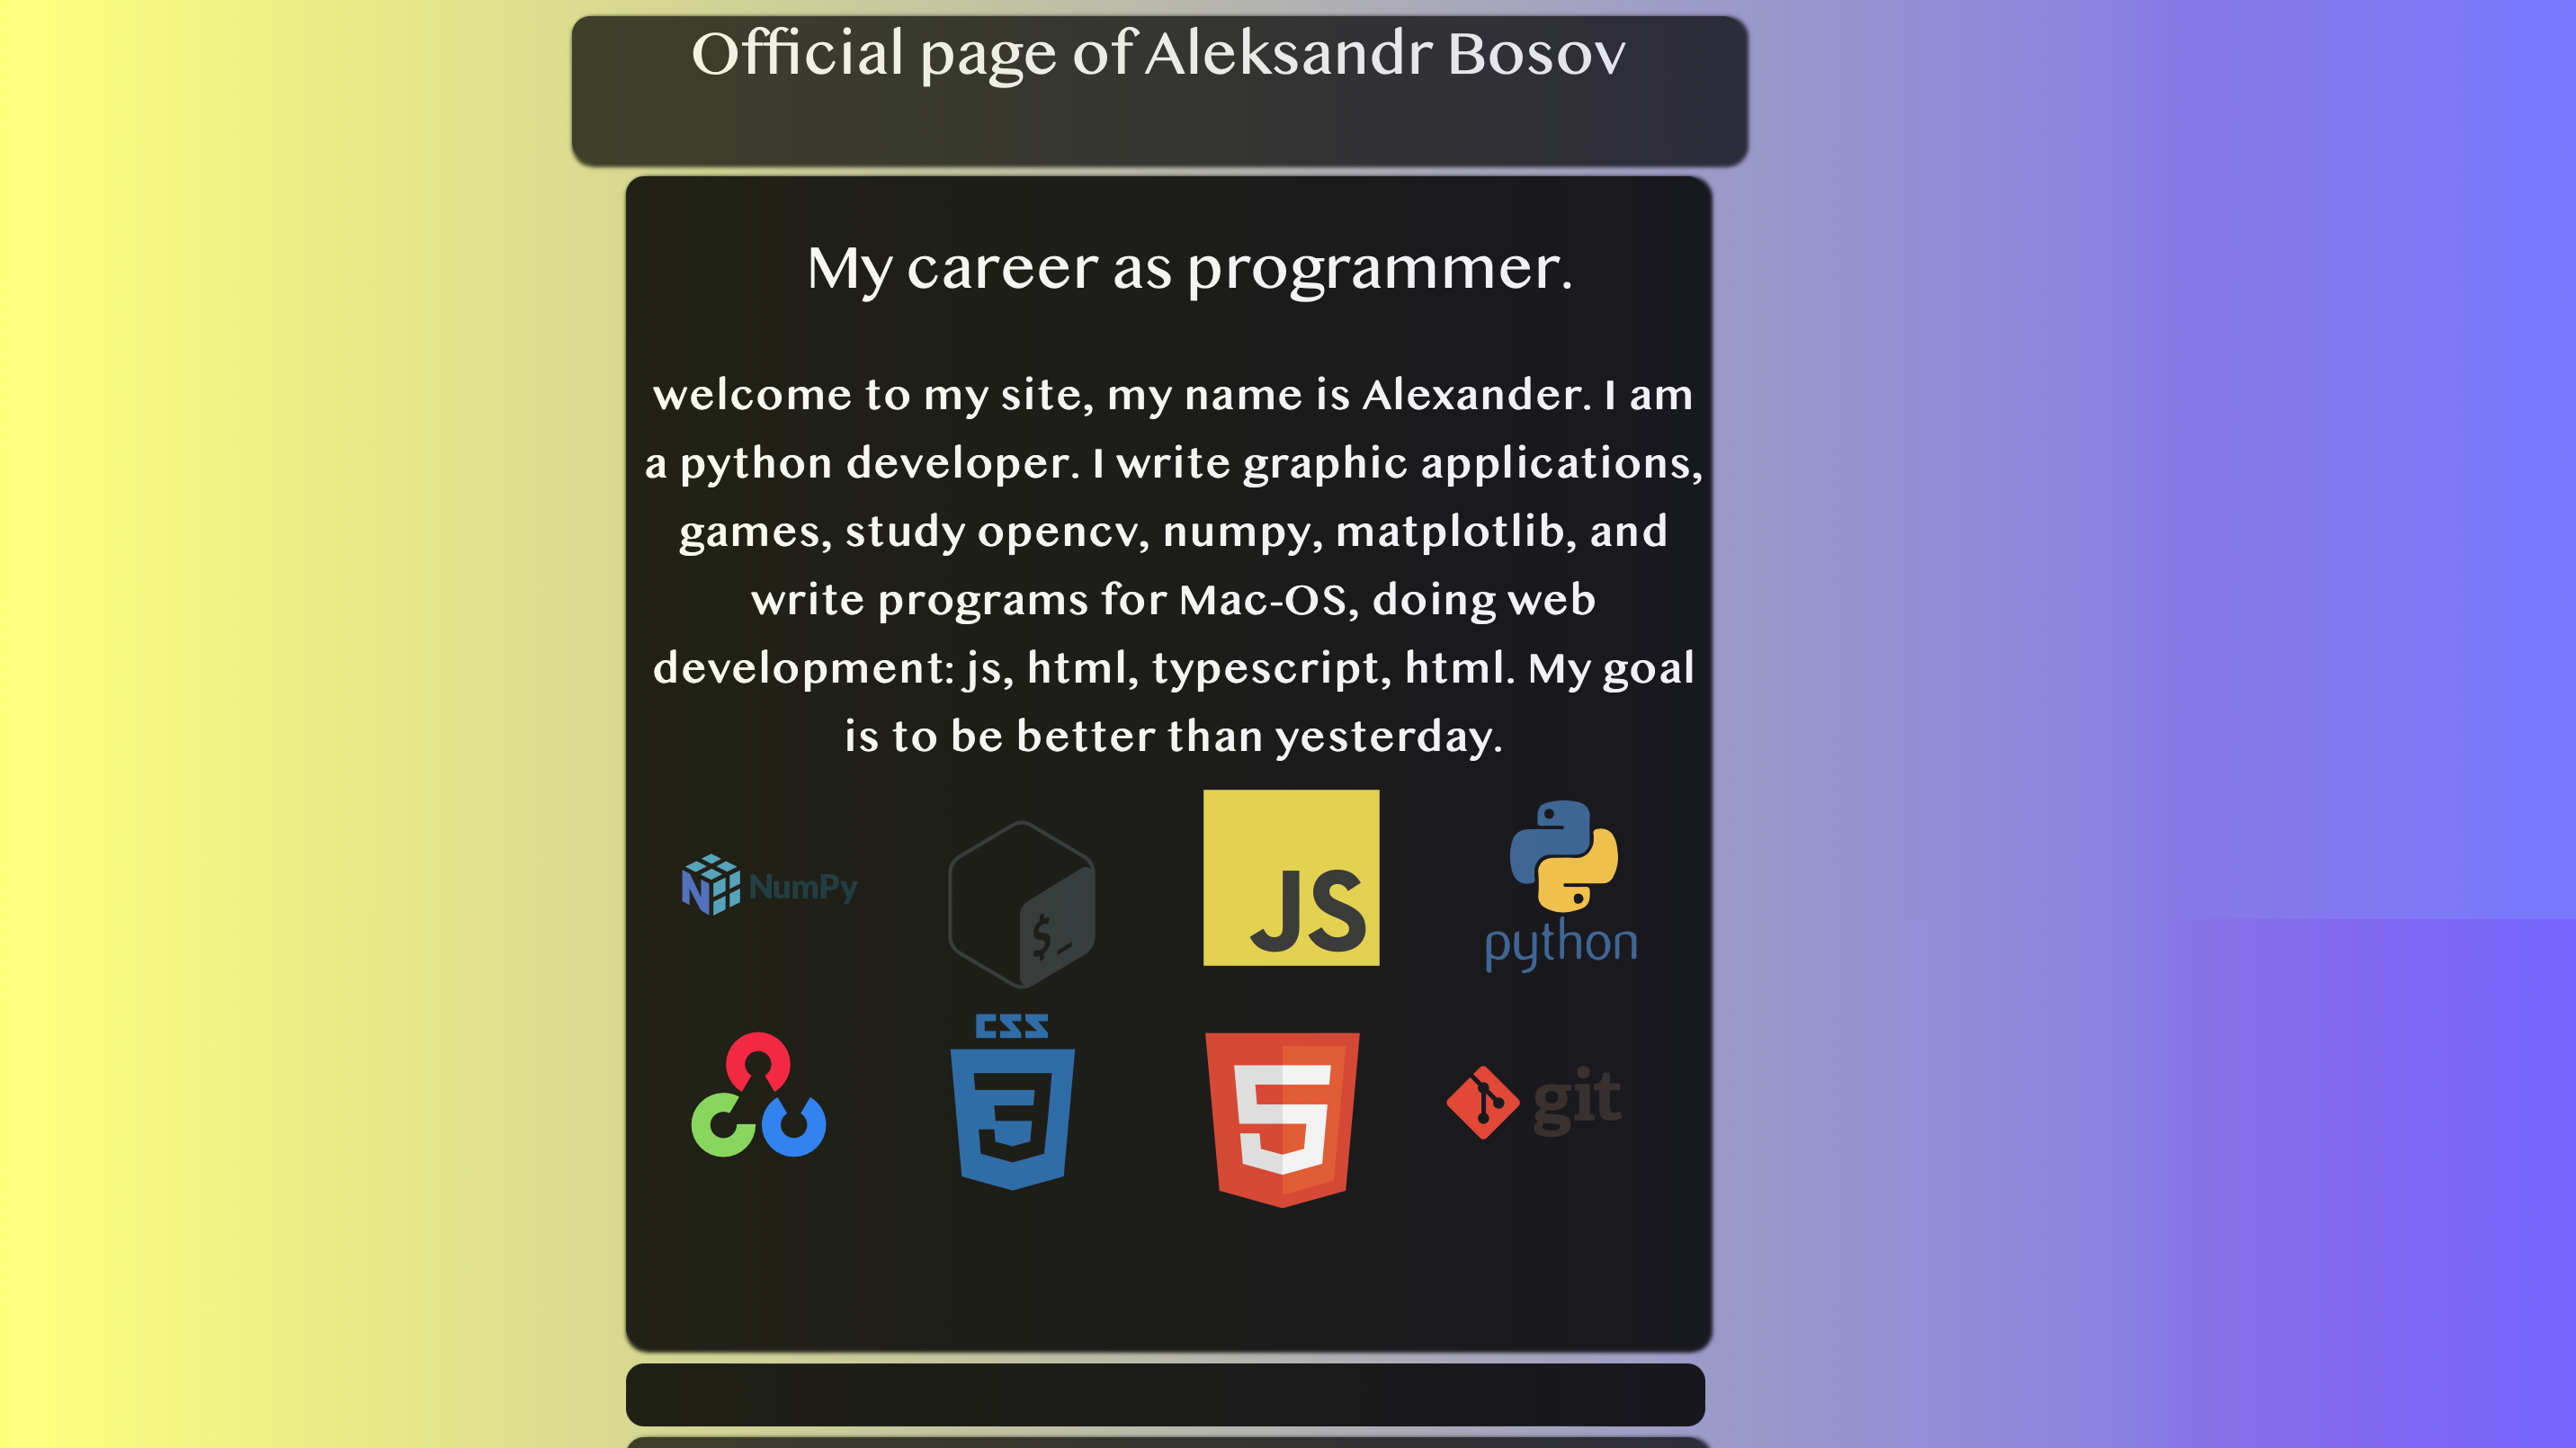 Official page of Aleksandr Bosov
My career as programmer.
welcome to my site, my name is Alexander. I am
a python developer. I write graphic applications,
games, study opencv, numpy, matplotlib, and
write programs for Mac-OS, doing web
development: js, html, typescript, html. My goal
is to be better than yesterday.
NumPy
$_
JS
python
CSS
3
5
git